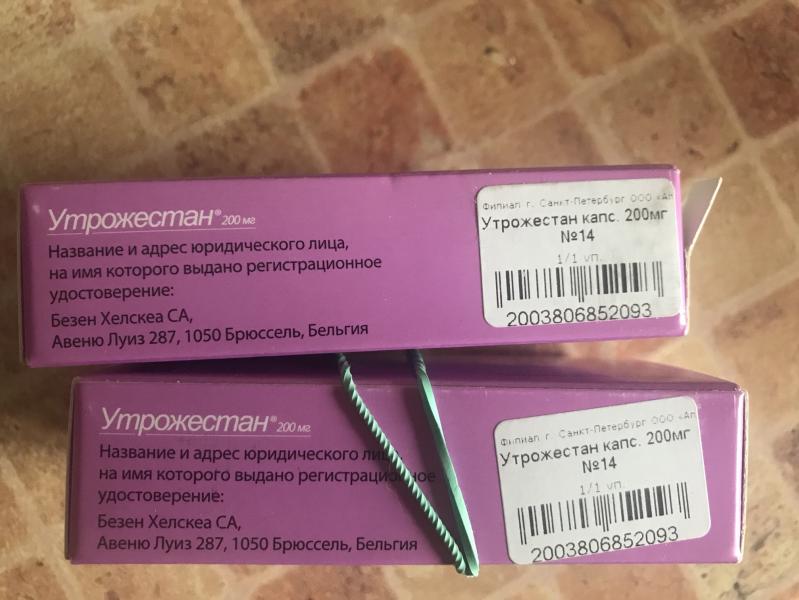 Утрожестан® 200 мг
Название и адрес юридического лица,
на имя которого выдано регистрационное
удостоверение:
Безен Хелскеа СА,
Авеню Луиз 287, 1050 Брюссель, Бельгия
Филиал г. Санкт-Петербург ООО «Ап
Утрожестан капс. 200мг
№14
1/1 уп.
2003806852093
Утрожестан® 200 мг
Название и адрес юридического лица,
на имя которого выдано регистрационное
удостоверение:
Безен Хелскеа СА,
Авеню Луиз 287, 1050 Брюссель, Бельгия
Филиал г. Санкт-Петербург ООО «Ап
Утрожестан капс. 200мг
№14
1/1 уп.
2003806852093